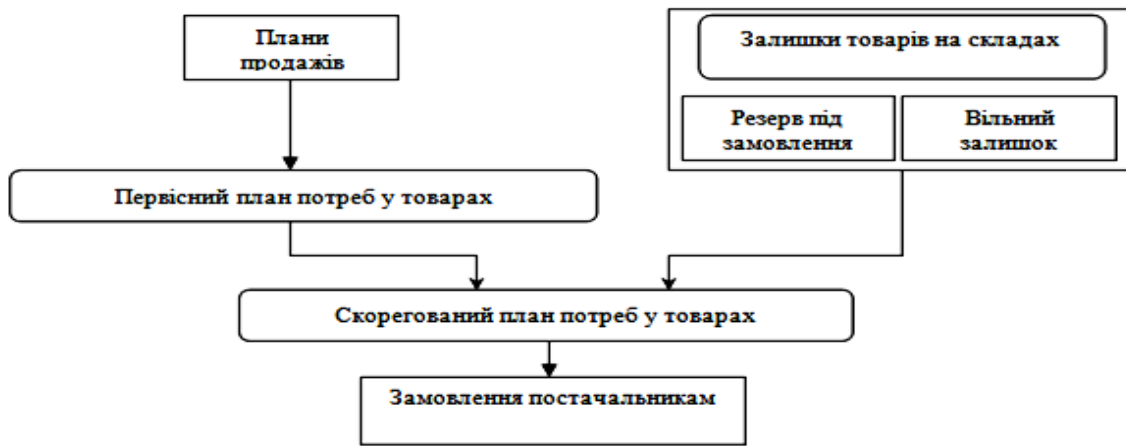 Плани
продажів
Залишки товарів на складах
Резерв під
замовлення
Вільний
залишок
Первісний план потреб у товарах
Скорегований план потреб у товарах
Замовлення постачальникам